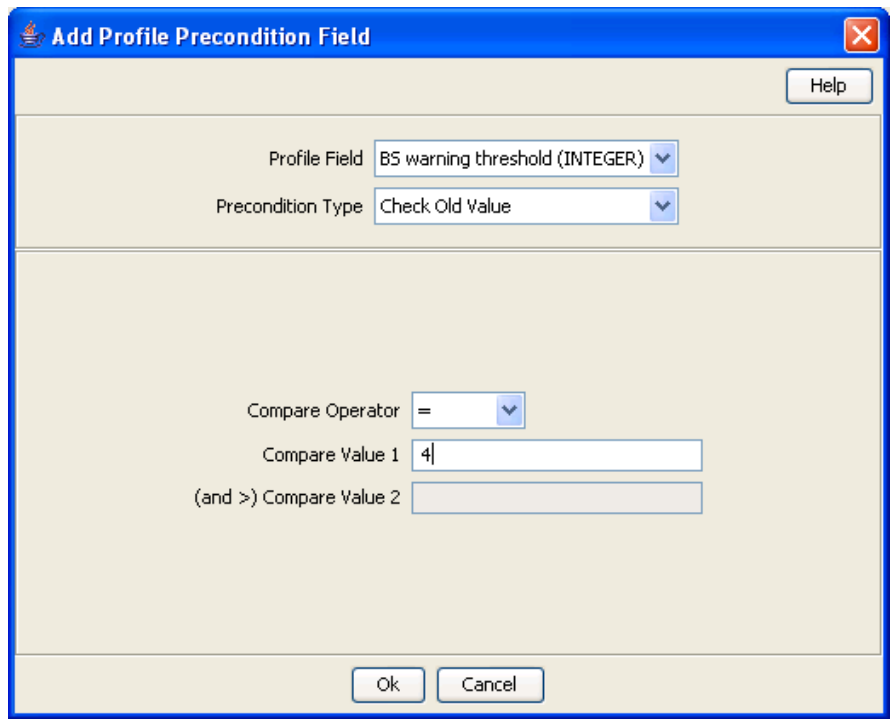 Add Profile Precondition Field
Help
Profile Field BS warning threshold (INTEGER)
Precondition Type Check Old Value
Compare Operator =
Compare Value 1 4
(and >) Compare Value 2
Ok Cancel